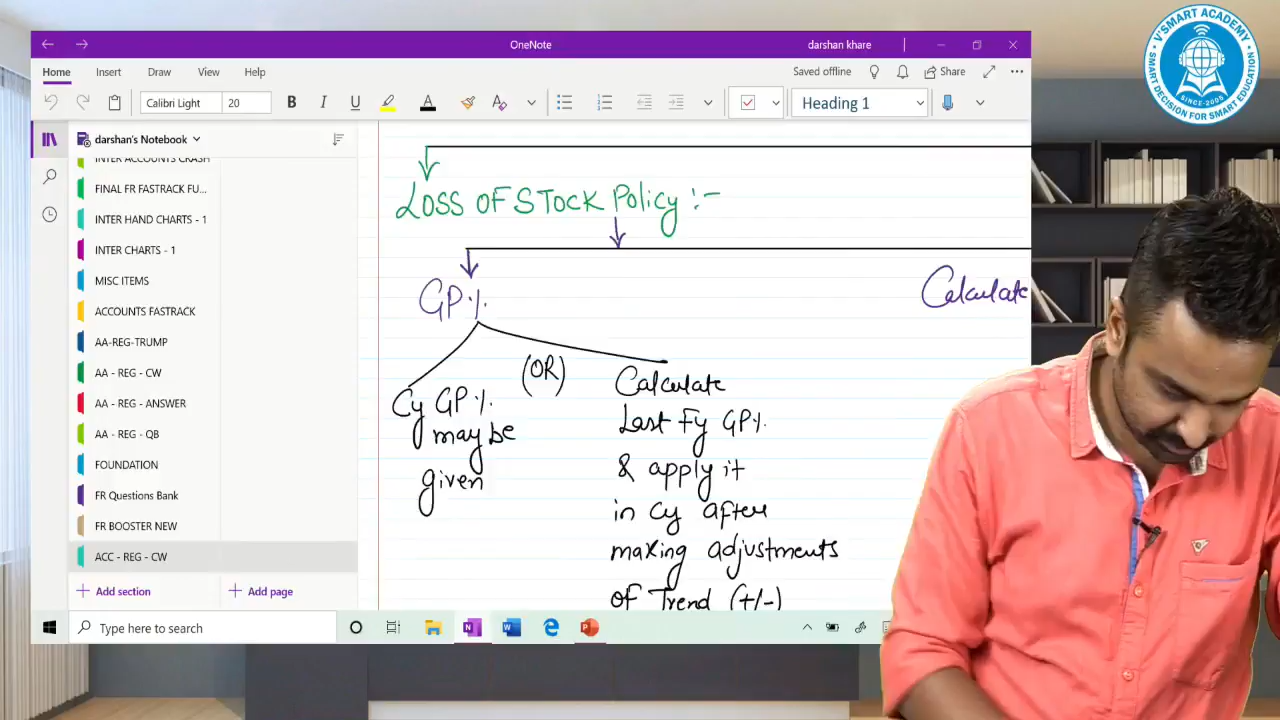 OneNote
darshan khare
Home
Insert
Draw
View
Help
Saved offline
Share
Calibri Light
20
B
I
U
A
A
Heading 1
darshan's Notebook
INTER ACCOUNTS CRASH
FINAL FR FASTRACK FU...
INTER HAND CHARTS - 1
INTER CHARTS - 1
MISC ITEMS
ACCOUNTS FASTRACK
AA-REG-TRUMP
AA - REG - CW
AA - REG - ANSWER
AA - REG - QB
FOUNDATION
FR Questions Bank
FR BOOSTER NEW
ACC - REG - CW
Add section
Add page
LOSS OF STOCK Policy :-
GP%
Calculate
(OR)
Cy GP%
may be
given
Calculate
Last Fy GP%
& apply it
in Cy after
making adjustments
of Trend (+/-)
Type here to search
V'SMART ACADEMY
SINCE-2009
SMART DECISION FOR SMART EDUCATION